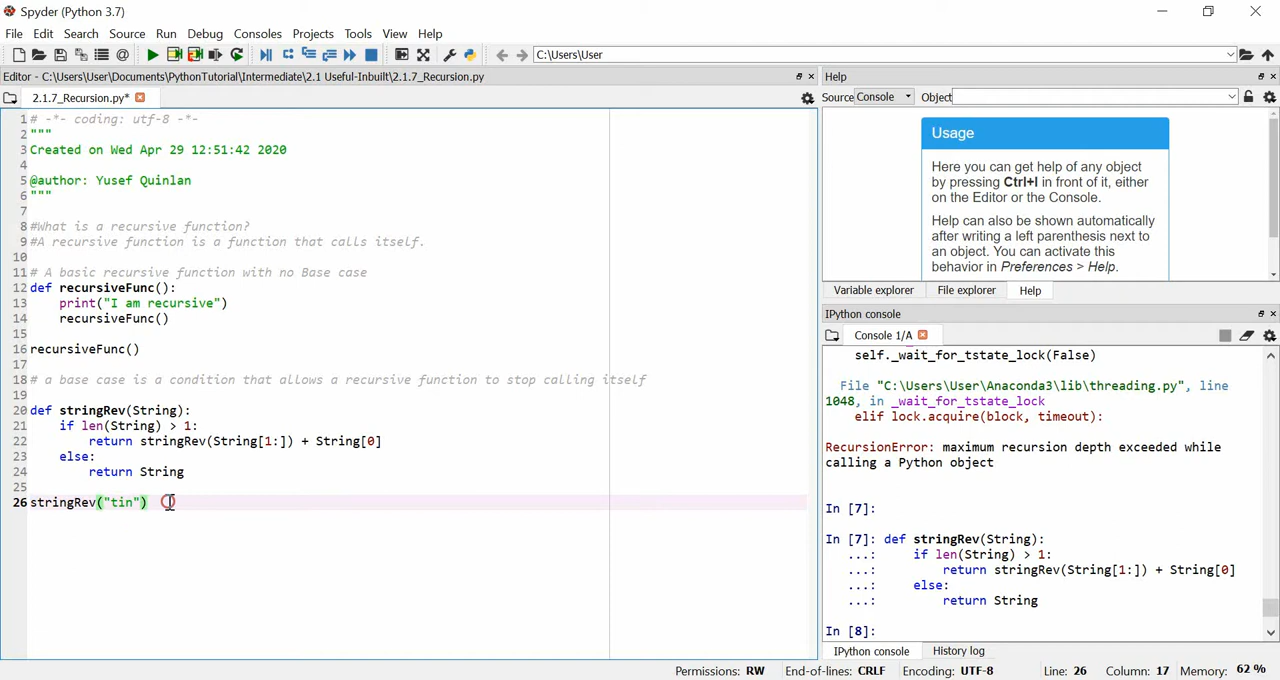 Spyder (Python 3.7)
File Edit Search Source Run Debug Consoles Projects Tools View Help
C:\Users\User
Editor - C:\Users\User\Documents\PythonTutorial\Intermediate\2.1 Useful-Inbuilt\2.1.7_Recursion.py
2.1.7_Recursion.py*
1 # -*- coding: utf-8 -*-
2 """
3 Created on Wed Apr 29 12:51:42 2020
4
5 @author: Yusef Quinlan
6 """
7
8 #What is a recursive function?
9 #A recursive function is a function that calls itself.
10
11 # A basic recursive function with no Base case
12 def recursiveFunc():
13     print("I am recursive")
14     recursiveFunc()
15
16 recursiveFunc()
17
18 # a base case is a condition that allows a recursive function to stop calling itself
19
20 def stringRev(String):
21     if len(String) > 1:
22         return stringRev(String[1:]) + String[0]
23     else:
24         return String
25
26 stringRev("tin")
Help
Source Console Object
Usage
Here you can get help of any object
by pressing Ctrl+I in front of it, either
on the Editor or the Console.
Help can also be shown automatically
after writing a left parenthesis next to
an object. You can activate this
behavior in Preferences > Help.
Variable explorer File explorer Help
IPython console
Console 1/A
self._wait_for_tstate_lock(False)
File "C:\Users\User\Anaconda3\lib\threading.py", line
1048, in _wait_for_tstate_lock
elif lock.acquire(block, timeout):
RecursionError: maximum recursion depth exceeded while
calling a Python object
In [7]:
In [7]: def stringRev(String):
...:     if len(String) > 1:
...:         return stringRev(String[1:]) + String[0]
...:     else:
...:         return String
In [8]:
IPython console History log
Permissions: RW End-of-lines: CRLF Encoding: UTF-8 Line: 26 Column: 17 Memory: 62 %